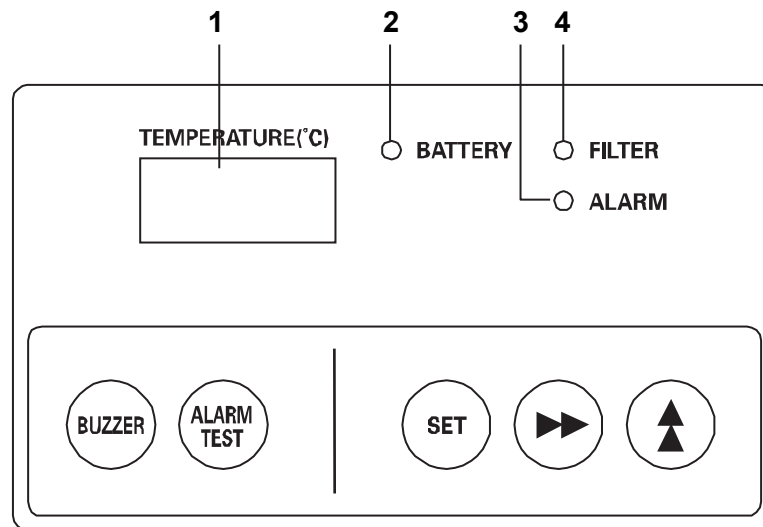 1 2 3 4
TEMPERATURE(°C)
BATTERY FILTER
ALARM
BUZZER
ALARM
TEST
SET